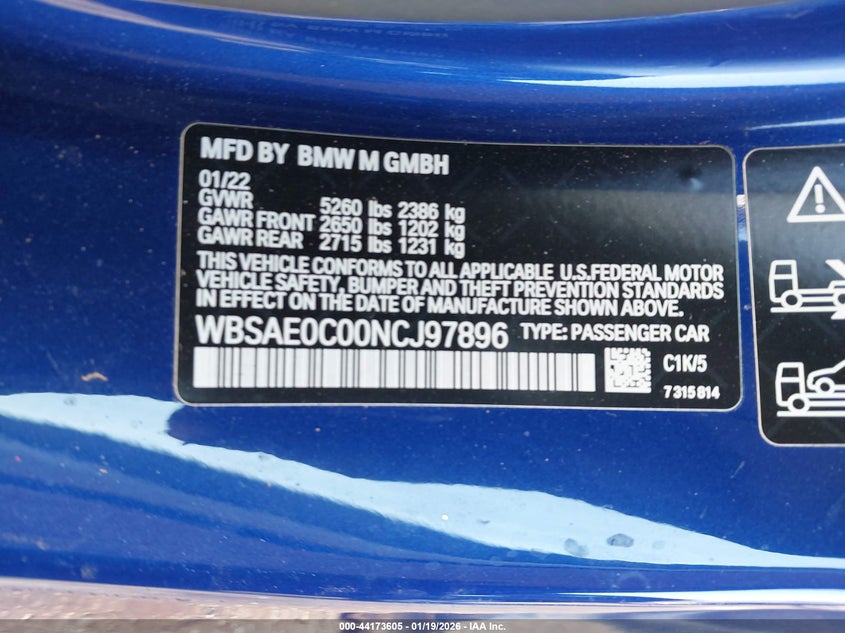 MFD BY BMW M GMBH
01/22
GVWR 5260 lbs 2386 kg
GAWR FRONT 2650 lbs 1202 kg
GAWR REAR 2715 lbs 1231 kg
THIS VEHICLE CONFORMS TO ALL APPLICABLE U.S.FEDERAL MOTOR
VEHICLE SAFETY, BUMPER AND THEFT PREVENTION STANDARDS
IN EFFECT ON THE DATE OF MANUFACTURE SHOWN ABOVE.
WBSAE0C00NCJ97896 TYPE: PASSENGER CAR
C1K/5
7315814
000-44173605 - 01/19/2026 - IAA Inc.